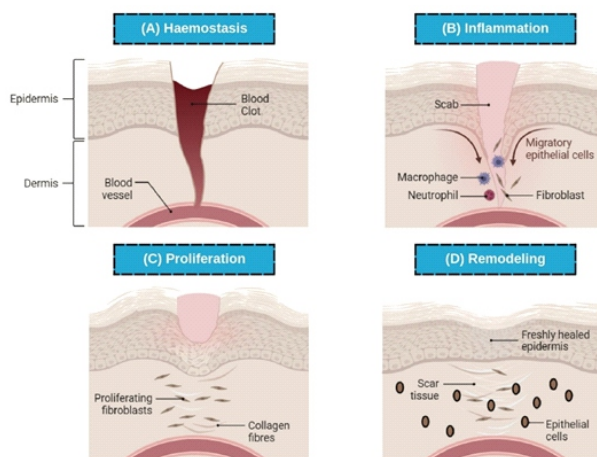 (A) Haemostasis
(B) Inflammation
Epidermis
Blood
Clot
Dermis
Blood
vessel
Scab
Migratory
epithelial cells
Macrophage
Neutrophil
Fibroblast
(C) Proliferation
(D) Remodeling
Proliferating
fibroblasts
Collagen
fibres
Freshly healed
epidermis
Scar
tissue
Epithelial
cells